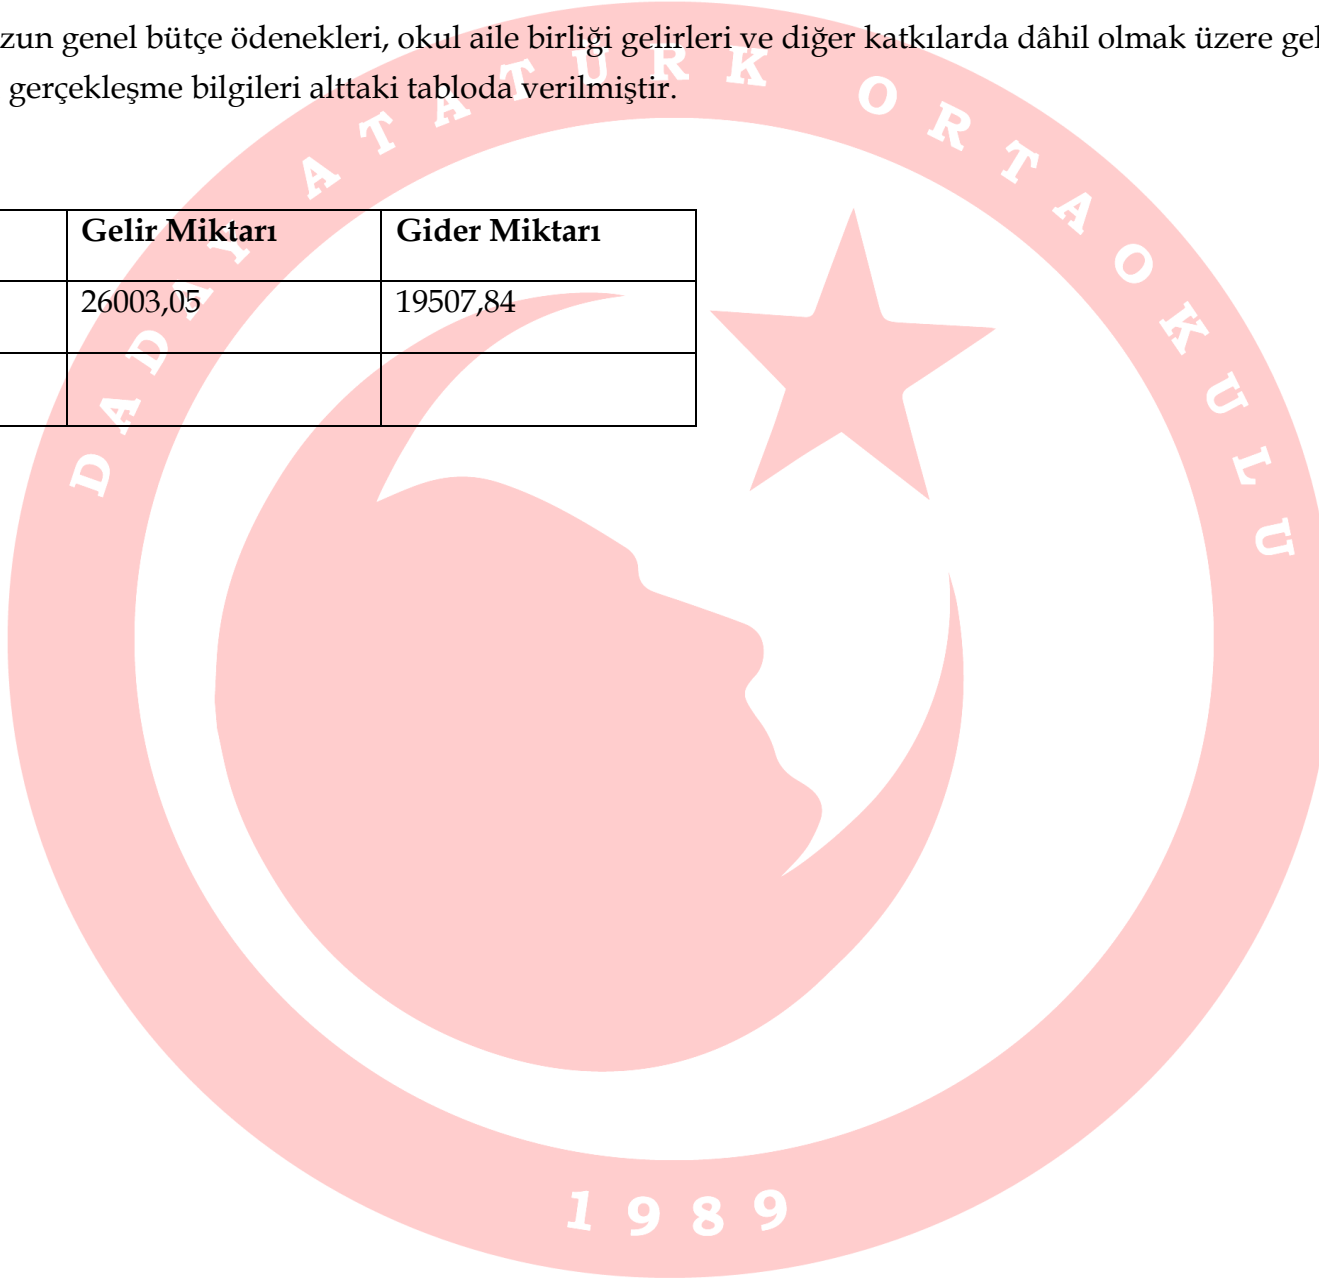 zun genel bütçe ödenekleri, okul aile birliği gelirleri ve diğer katkılarda dâhil olmak üzere gel
gerçekleşme bilgileri alttaki tabloda verilmiştir.
Gelir Miktarı Gider Miktarı
26003,05 19507,84
DADAY ATATÜRK ORTAOKULU
1989